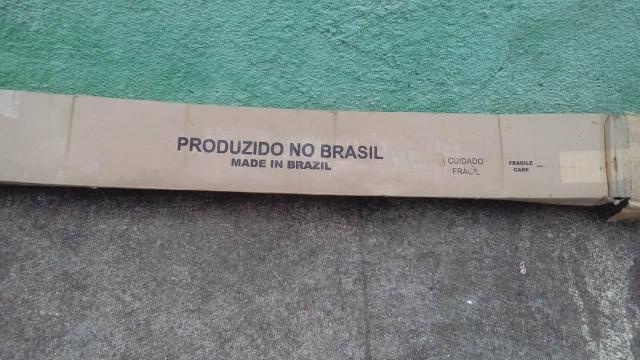 PRODUZIDO NO BRASIL
MADE IN BRAZIL
CUIDADO
FRÁGIL
FRAGILE
CARE